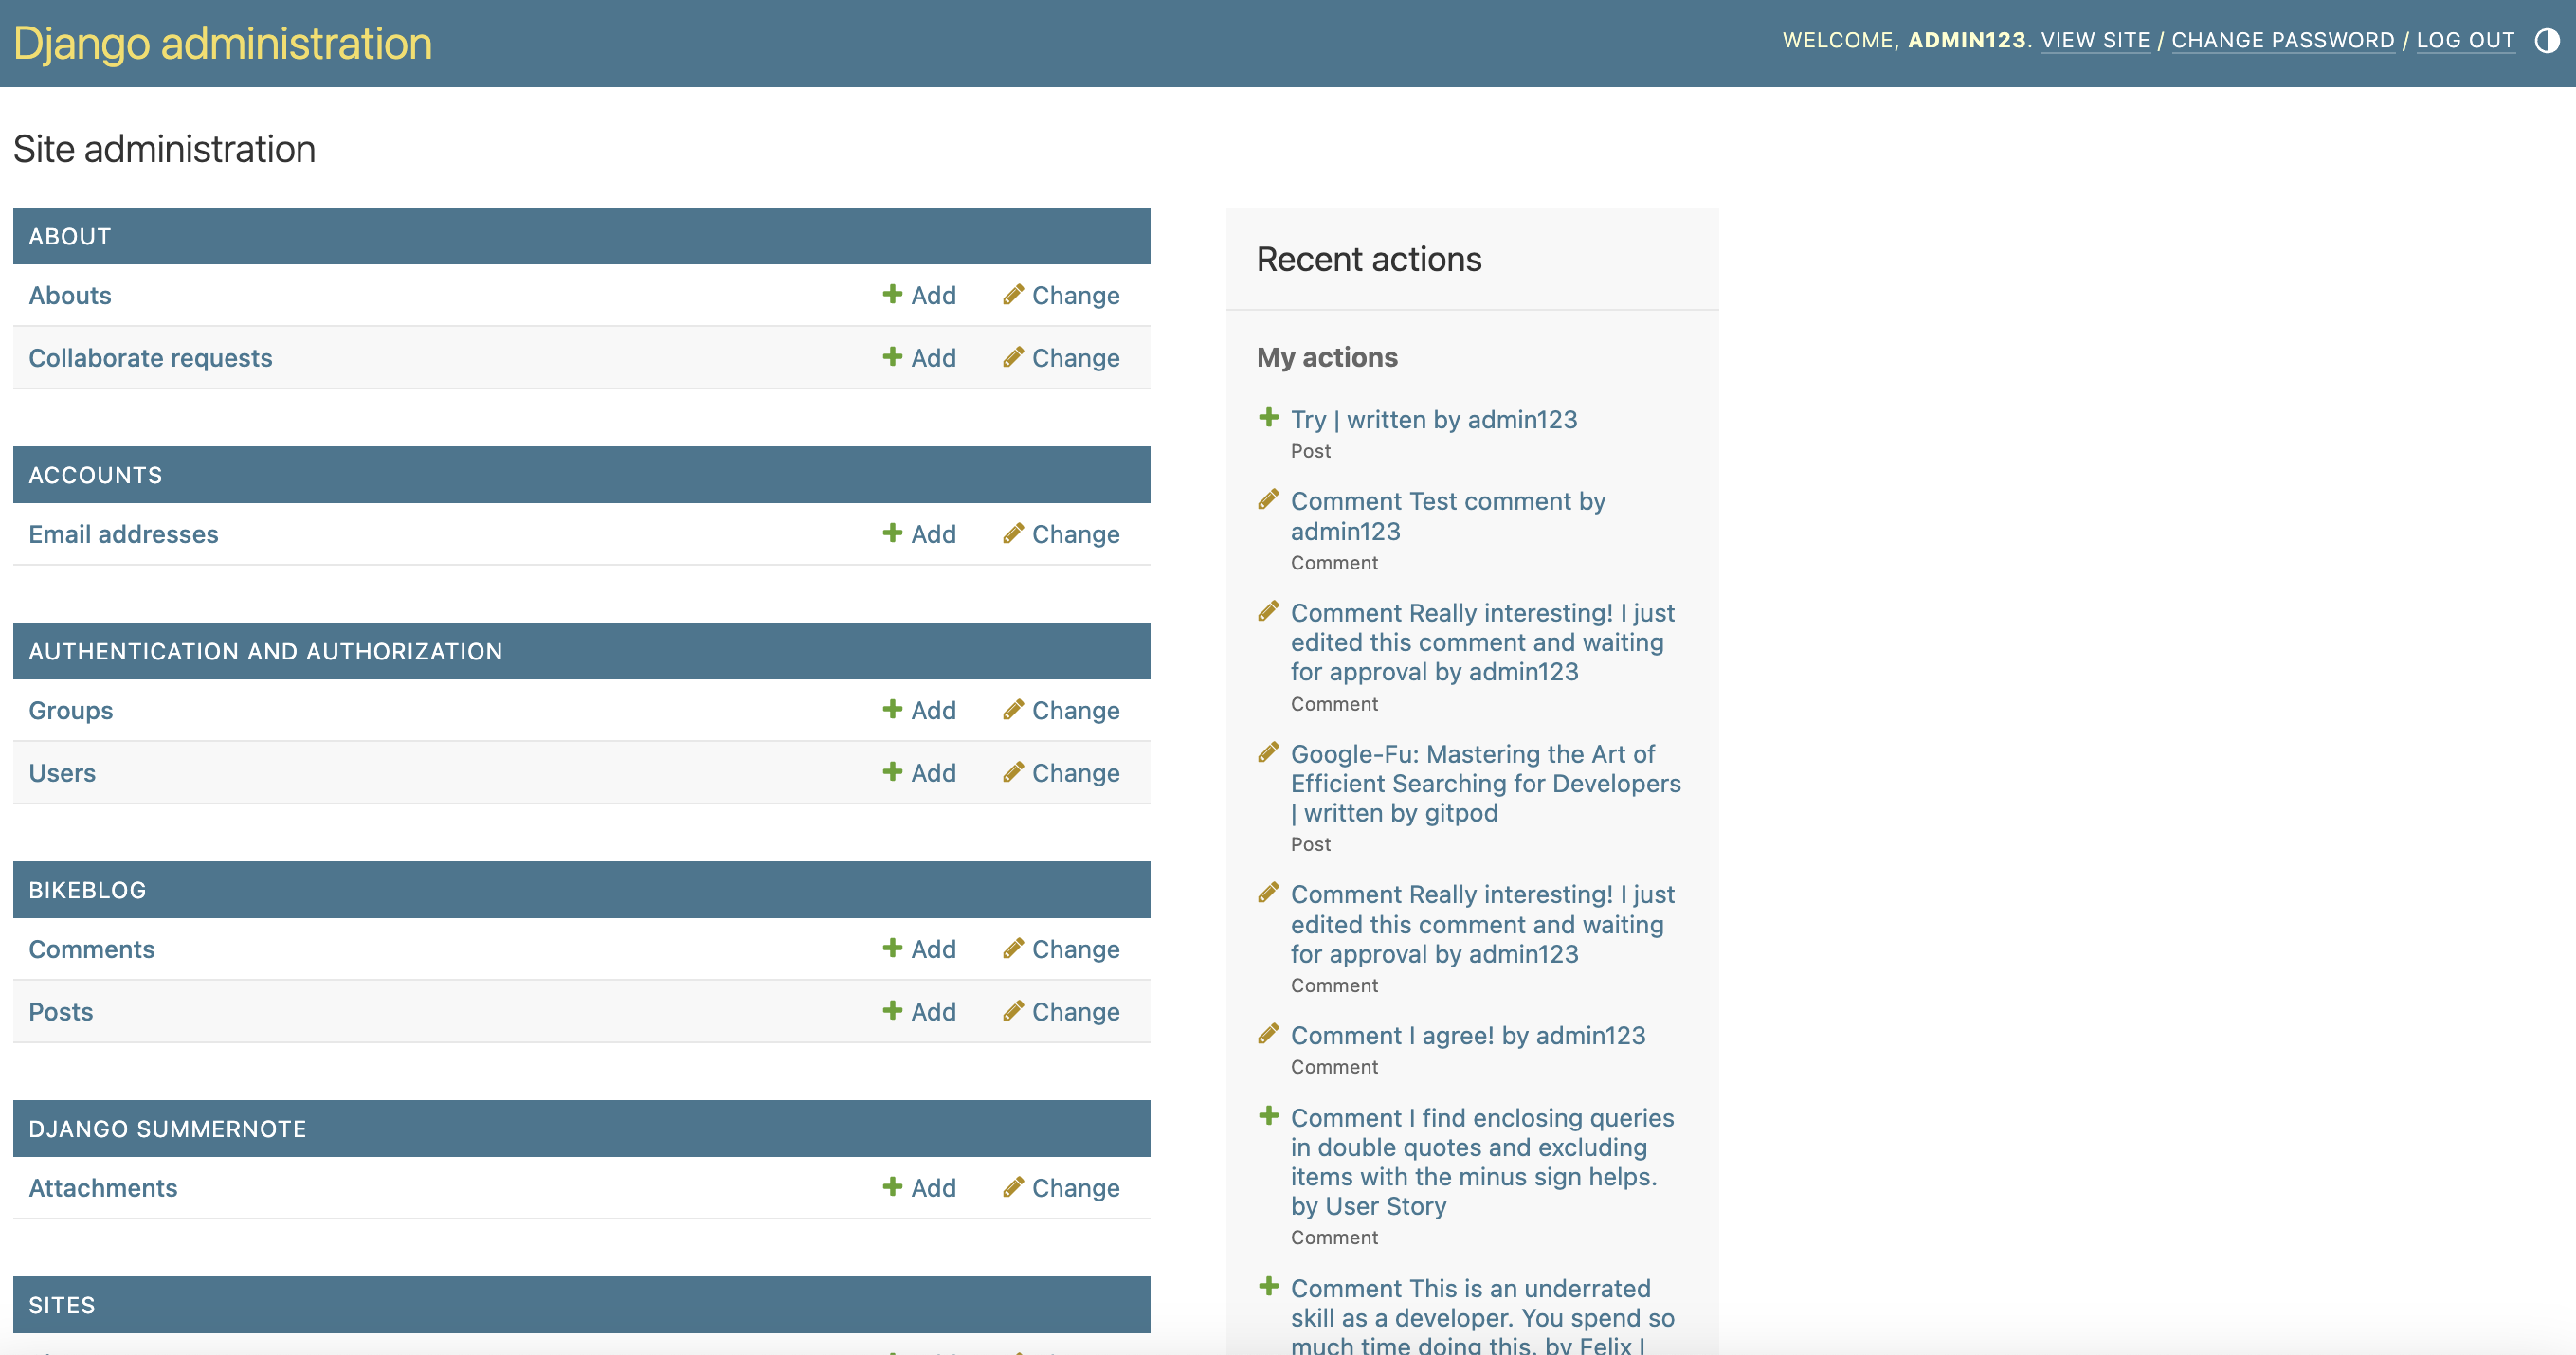 Django administration
WELCOME, ADMIN123. VIEW SITE / CHANGE PASSWORD / LOG OUT
Site administration
ABOUT
Abouts Add Change
Collaborate requests Add Change
ACCOUNTS
Email addresses Add Change
AUTHENTICATION AND AUTHORIZATION
Groups Add Change
Users Add Change
BIKEBLOG
Comments Add Change
Posts Add Change
DJANGO SUMMERNOTE
Attachments Add Change
SITES
Recent actions
My actions
Try | written by admin123
Post
Comment Test comment by
admin123
Comment
Comment Really interesting! I just
edited this comment and waiting
for approval by admin123
Comment
Google-Fu: Mastering the Art of
Efficient Searching for Developers
| written by gitpod
Post
Comment Really interesting! I just
edited this comment and waiting
for approval by admin123
Comment
Comment I agree! by admin123
Comment
Comment I find enclosing queries
in double quotes and excluding
items with the minus sign helps.
by User Story
Comment
Comment This is an underrated
skill as a developer. You spend so
much time doing this. by Felix I